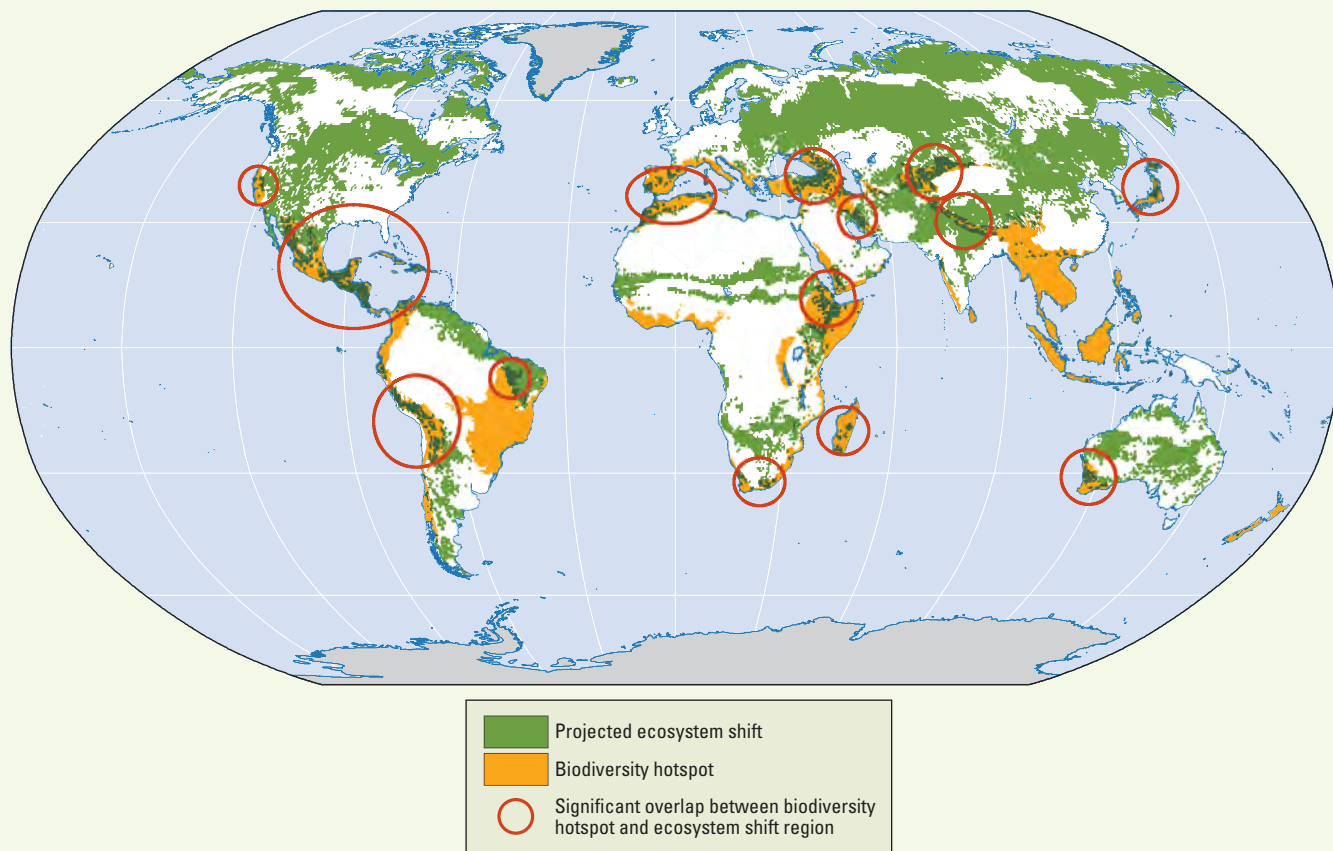 Projected ecosystem shift
Biodiversity hotspot
Significant overlap between biodiversity
hotspot and ecosystem shift region